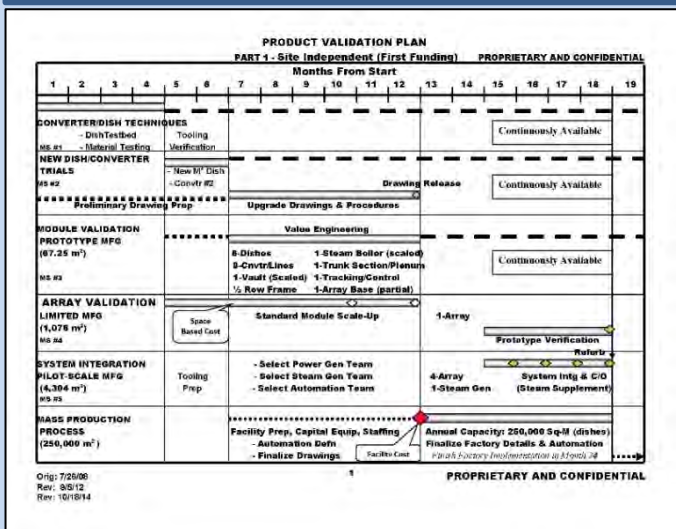 PRODUCT VALIDATION PLAN
PART 1 - Site Independent (First Funding) PROPRIETARY AND CONFIDENTIAL
Months From Start
1 2 3 4 5 6 7 8 9 10 11 12 13 14 15 16 17 18 19
CONVERTER/DISH TECHNIQUES
- DishTestbed
- Material Testing
MS #1
Tooling
Verification
Continuously Available
NEW DISH/CONVERTER
TRIALS
MS #2
- New M² Dish
- Convtr #2
Drawing Release
Continuously Available
Preliminary Drawing Prep
Upgrade Drawings & Procedures
MODULE VALIDATION
PROTOTYPE MFG
(67.25 m²)
MS #3
Value Engineering
8-Dishes 1-Steam Boiler (scaled)
8-Cnvtr/Lines 1-Trunk Section/Plenum
1-Vault (Scaled) 1-Tracking/Control
½ Row Frame 1-Array Base (partial)
Continuously Available
ARRAY VALIDATION
LIMITED MFG
(1,076 m²)
MS #4
Space
Based Cost
Standard Module Scale-Up
1-Array
Prototype Verification
SYSTEM INTEGRATION
PILOT-SCALE MFG
(4,304 m²)
MS #5
Tooling
Prep
- Select Power Gen Team
- Select Steam Gen Team
- Select Automation Team
Refurb
4-Array System Intg & C/O
1-Steam Gen (Steam Supplement)
MASS PRODUCTION
PROCESS
(250,000 m²)
Facility Prep, Capital Equip, Staffing
- Automation Defn
- Finalize Drawings
Facility Cost
Annual Capacity: 250,000 Sq-M (dishes)
Finalize Factory Details & Automation
Finish Factory Implementation in Month 24
Orig: 7/26/08
Rev: 9/5/12
Rev: 10/18/14
1
PROPRIETARY AND CONFIDENTIAL